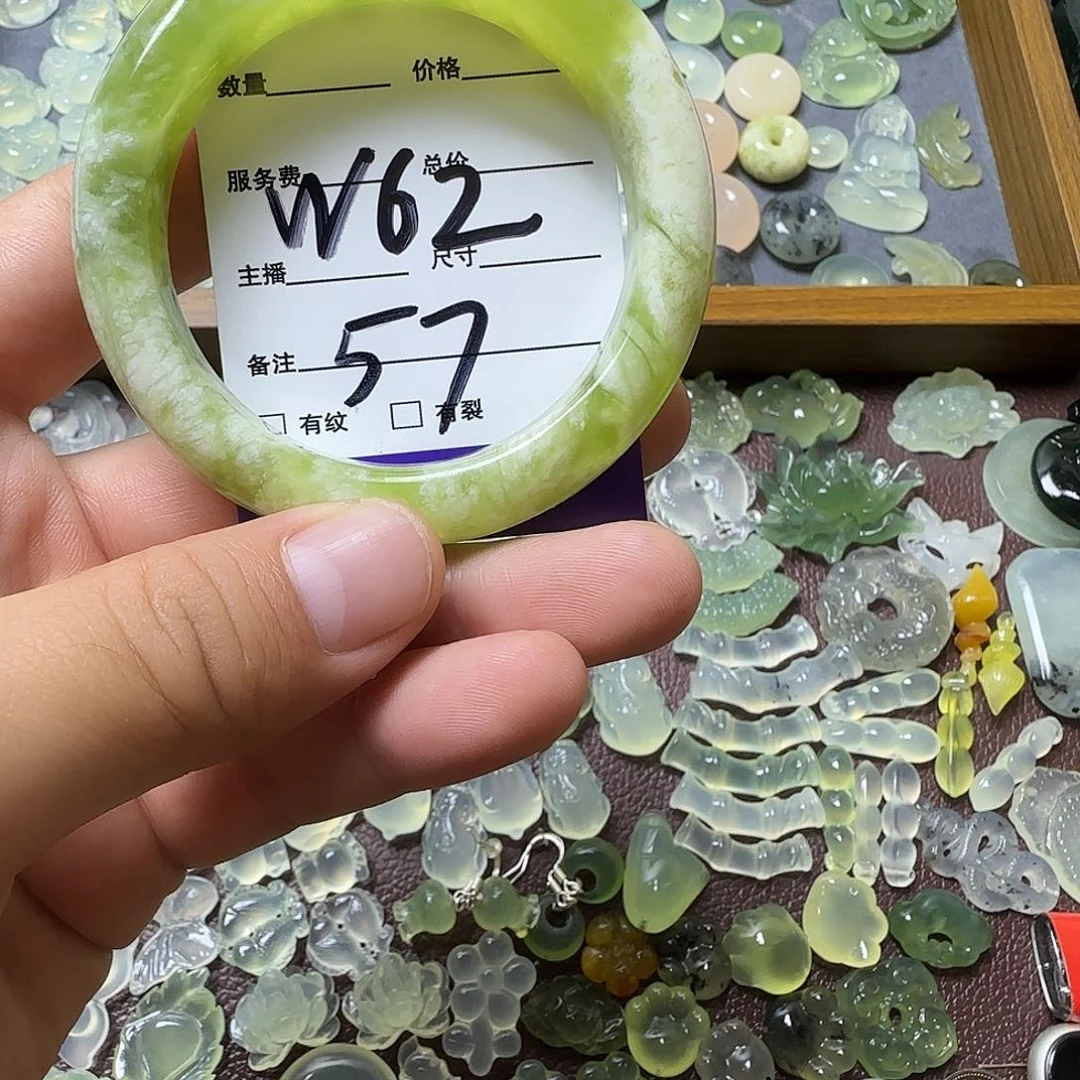 数量 价格
服务费 总价
W62
主播 尺寸
57
备注
有纹 有裂